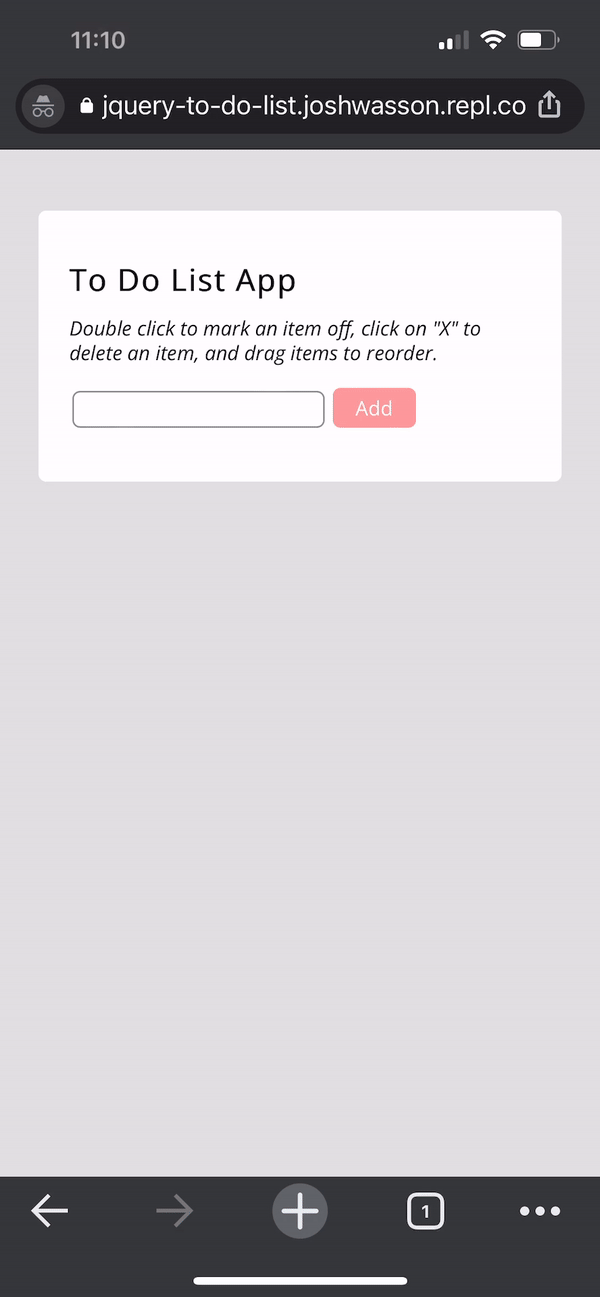 11:10
jquery-to-do-list.joshwasson.repl.co
To Do List App
Double click to mark an item off, click on "X" to
delete an item, and drag items to reorder.
Add
1